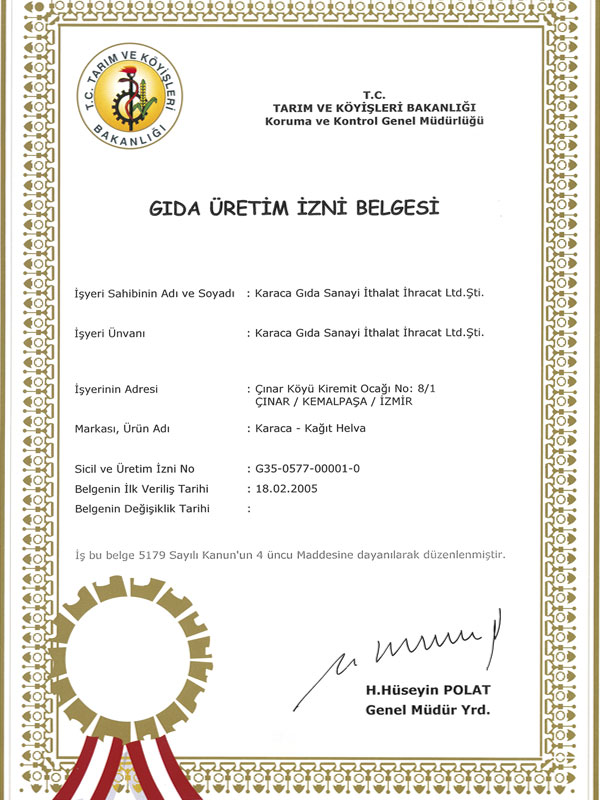 T.C. TARIM VE KÖYİŞLERİ
BAKANLIĞI
T.C.
TARIM VE KÖYİŞLERİ BAKANLIĞI
Koruma ve Kontrol Genel Müdürlüğü
GIDA ÜRETİM İZNİ BELGESİ
İşyeri Sahibinin Adı ve Soyadı : Karaca Gıda Sanayi İthalat İhracat Ltd.Şti.
İşyeri Ünvanı : Karaca Gıda Sanayi İthalat İhracat Ltd.Şti.
İşyerinin Adresi : Çınar Köyü Kiremit Ocağı No: 8/1
ÇINAR / KEMALPAŞA / İZMİR
Markası, Ürün Adı : Karaca - Kağıt Helva
Sicil ve Üretim İzni No : G35-0577-00001-0
Belgenin İlk Veriliş Tarihi : 18.02.2005
Belgenin Değişiklik Tarihi :
İş bu belge 5179 Sayılı Kanun'un 4 üncu Maddesine dayanılarak düzenlenmiştir.
H.Hüseyin POLAT
Genel Müdür Yrd.